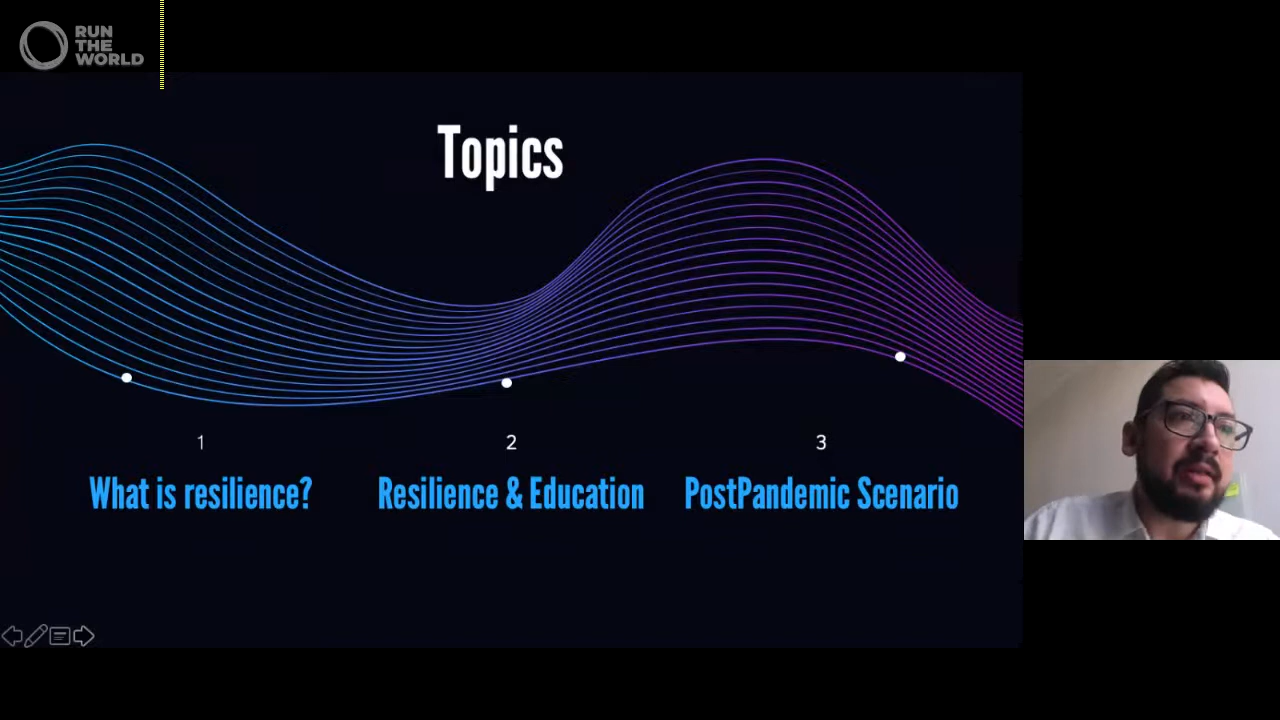 RUN
THE
WORLD
Topics
1
2
3
What is resilience?
Resilience & Education
PostPandemic Scenario